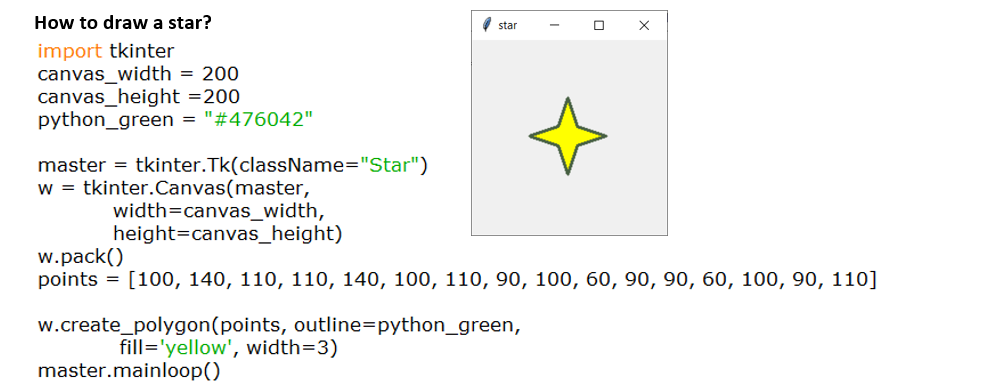 How to draw a star?
import tkinter
canvas_width = 200
canvas_height =200
python_green = "#476042"
master = tkinter.Tk(className="Star")
w = tkinter.Canvas(master,
width=canvas_width,
height=canvas_height)
w.pack()
points = [100, 140, 110, 110, 140, 100, 110, 90, 100, 60, 90, 90, 60, 100, 90, 110]
w.create_polygon(points, outline=python_green,
fill='yellow', width=3)
master.mainloop()
star